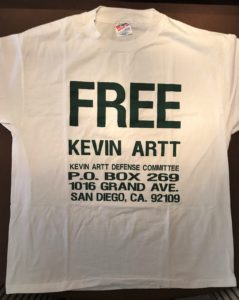 FREE
KEVIN ARTT
KEVIN ARTT DEFENSE COMMITTEE
P.O. BOX 269
1016 GRAND AVE.
SAN DIEGO, CA. 92109